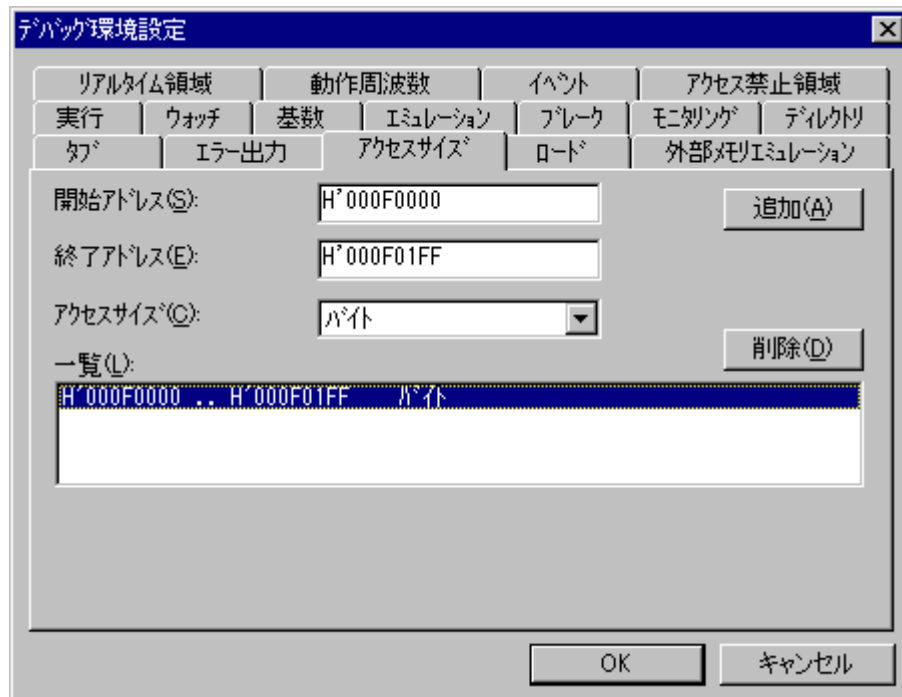 ﾃﾞﾊﾞｯｸﾞ環境設定
ﾘｱﾙﾀｲﾑ領域 動作周波数 ｲﾍﾞﾝﾄ ｱｸｾｽ禁止領域
実行 ｳｫｯﾁ 基数 ｴﾐｭﾚｰｼｮﾝ ﾌﾞﾚｰｸ ﾓﾆﾀﾘﾝｸﾞ ﾃﾞｨﾚｸﾄﾘ
ﾀﾌﾞ ｴﾗｰ出力 ｱｸｾｽｻｲｽﾞ ﾛｰﾄﾞ 外部ﾒﾓﾘｴﾐｭﾚｰｼｮﾝ
開始ｱﾄﾞﾚｽ(S): H'000F0000 追加(A)
終了ｱﾄﾞﾚｽ(E): H'000F01FF
ｱｸｾｽｻｲｽﾞ(C): ﾊﾞｲﾄ
削除(D)
一覧(L):
H'000F0000 .. H'000F01FF ﾊﾞｲﾄ
OK キャンセル